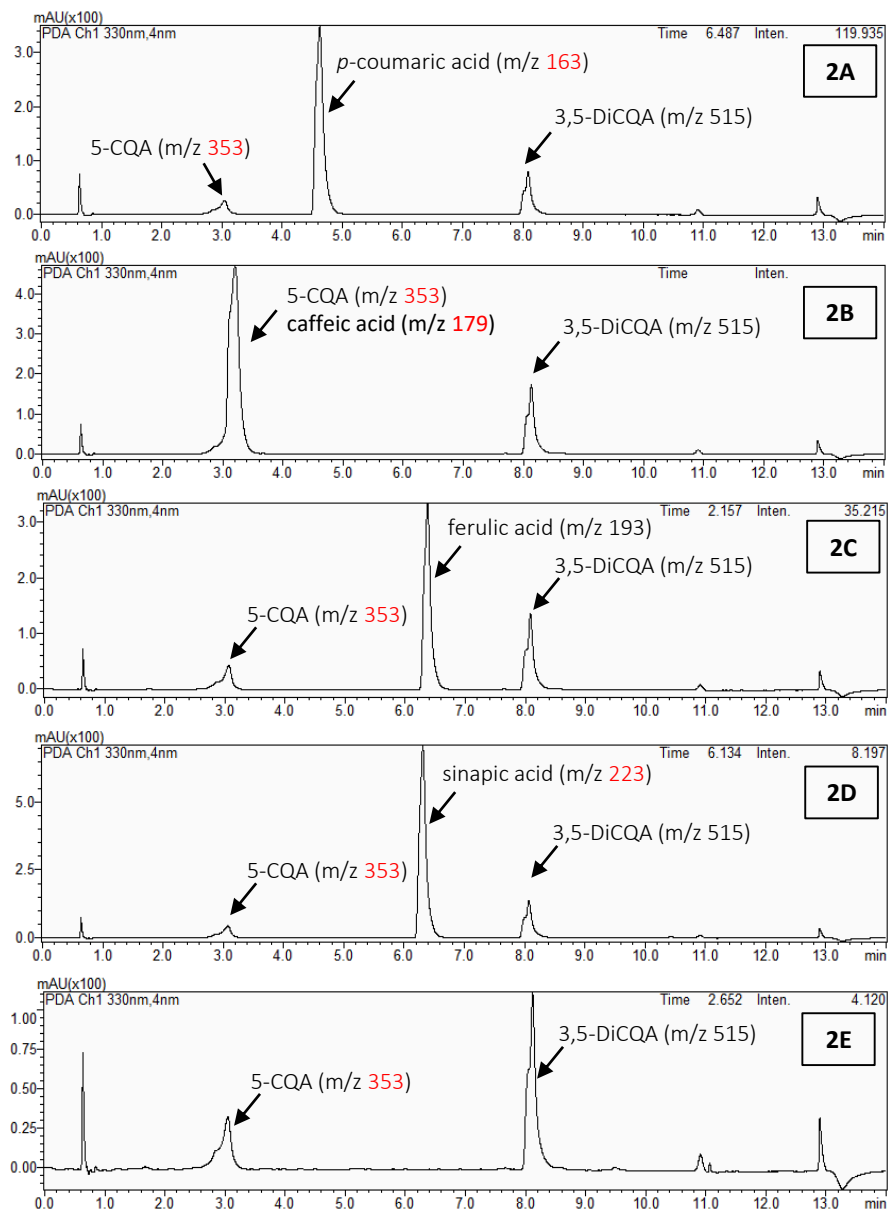 mAU(x100)
PDA Ch1 330nm,4nm Time 6.487 Inten. 119.935
2A
p-coumaric acid (m/z 163)
3,5-DiCQA (m/z 515)
5-CQA (m/z 353)
3.0
2.0
1.0
0.0
0.0 1.0 2.0 3.0 4.0 5.0 6.0 7.0 8.0 9.0 10.0 11.0 12.0 13.0 min
mAU(x100)
PDA Ch1 330nm,4nm Time Inten.
2B
5-CQA (m/z 353)
caffeic acid (m/z 179)
3,5-DiCQA (m/z 515)
4.0
3.0
2.0
1.0
0.0
0.0 1.0 2.0 3.0 4.0 5.0 6.0 7.0 8.0 9.0 10.0 11.0 12.0 13.0 min
mAU(x100)
PDA Ch1 330nm,4nm Time 2.157 Inten. 35.215
2C
ferulic acid (m/z 193)
3,5-DiCQA (m/z 515)
5-CQA (m/z 353)
3.0
2.0
1.0
0.0
0.0 1.0 2.0 3.0 4.0 5.0 6.0 7.0 8.0 9.0 10.0 11.0 12.0 13.0 min
mAU(x100)
PDA Ch1 330nm,4nm Time 6.134 Inten. 8.197
2D
sinapic acid (m/z 223)
3,5-DiCQA (m/z 515)
5-CQA (m/z 353)
5.0
2.5
0.0
0.0 1.0 2.0 3.0 4.0 5.0 6.0 7.0 8.0 9.0 10.0 11.0 12.0 13.0 min
mAU(x100)
PDA Ch1 330nm,4nm Time 2.652 Inten. 4.120
2E
3,5-DiCQA (m/z 515)
5-CQA (m/z 353)
1.00
0.75
0.50
0.25
0.00
0.0 1.0 2.0 3.0 4.0 5.0 6.0 7.0 8.0 9.0 10.0 11.0 12.0 13.0 min